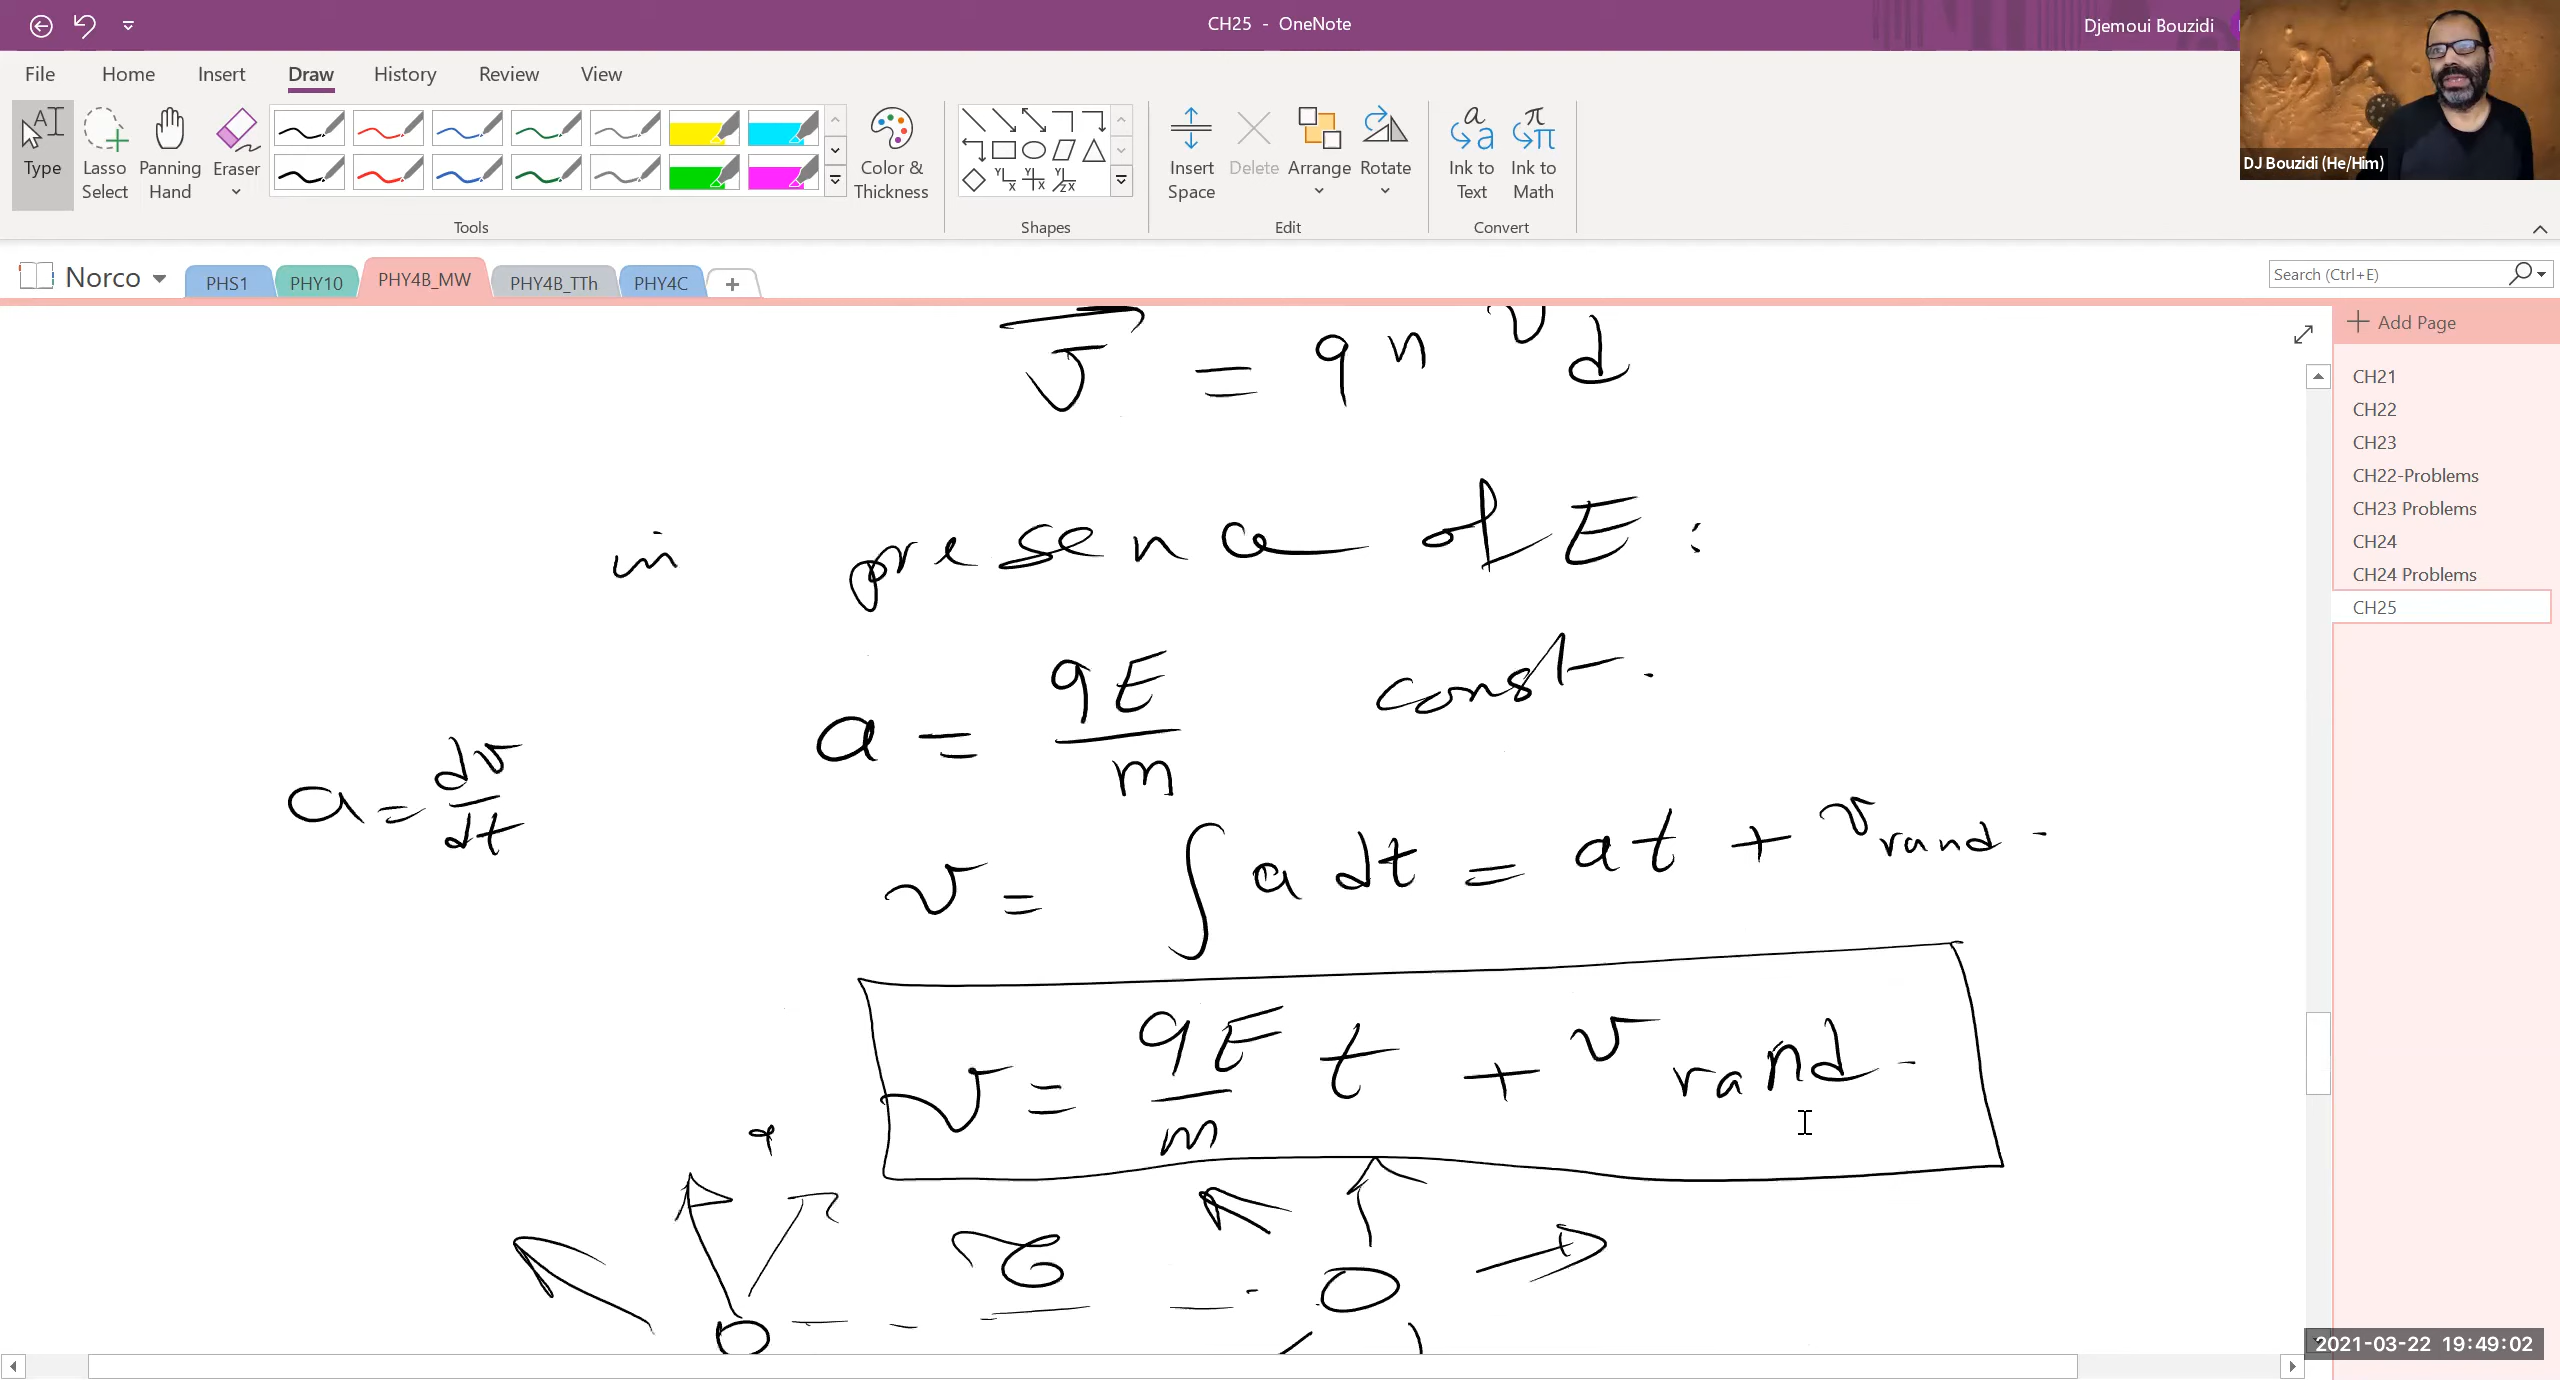 CH25 - OneNote
Djemoui Bouzidi
File Home Insert Draw History Review View
DJ Bouzidi (He/Him)
Type
Lasso Select
Panning Hand
Eraser
Color & Thickness
Insert Space
Delete
Arrange
Rotate
Ink to Text
Ink to Math
Tools
Shapes
Edit
Convert
Norco
PHS1
PHY10
PHY4B_MW
PHY4B_TTh
PHY4C
+
Search (Ctrl+E)
Add Page
CH21
CH22
CH23
CH22-Problems
CH23 Problems
CH24
CH24 Problems
CH25
J = q n v_d
in presence of E :
a = qE/m const.
a = dv/dt
v = ∫ a dt = at + v_rand.
v = qE/m t + v_rand.
2021-03-22 19:49:02